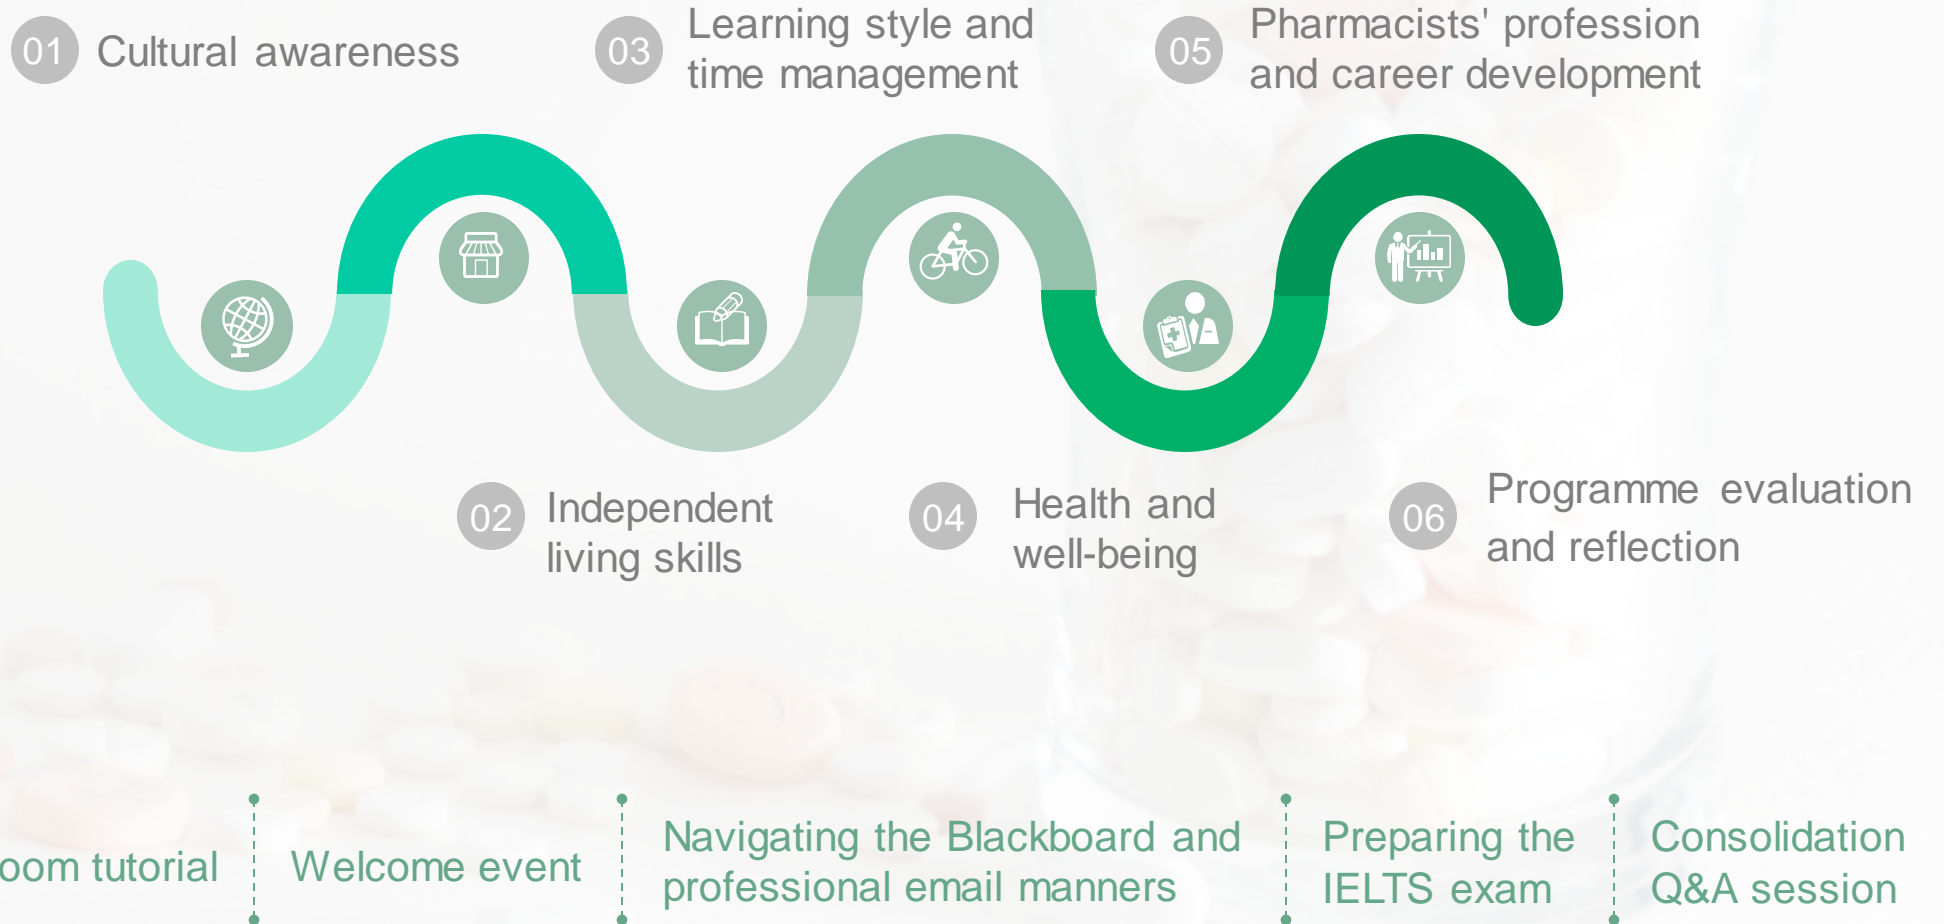 01
Cultural awareness
03
Learning style and
time management
05
Pharmacists' profession
and career development
02
Independent
living skills
04
Health and
well-being
06
Programme evaluation
and reflection
tutorial
Welcome event
Navigating the Blackboard and
professional email manners
Preparing the
IELTS exam
Consolidation
Q&A session